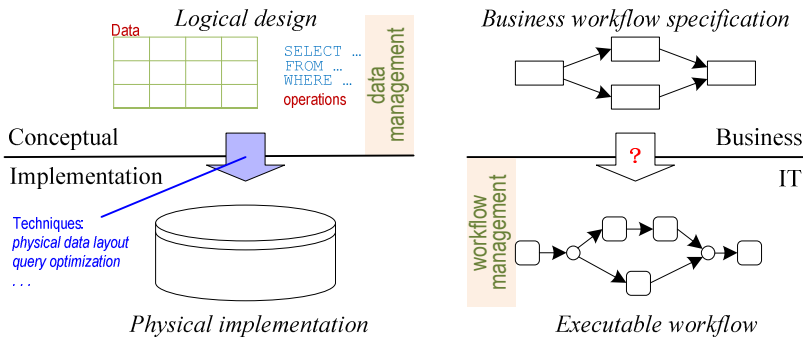 Logical design
Data
SELECT …
FROM …
WHERE …
operations
data
management
Conceptual
Implementation
Techniques:
physical data layout
query optimization
. . .
Physical implementation
Business workflow specification
Business
?
IT
workflow
management
Executable workflow